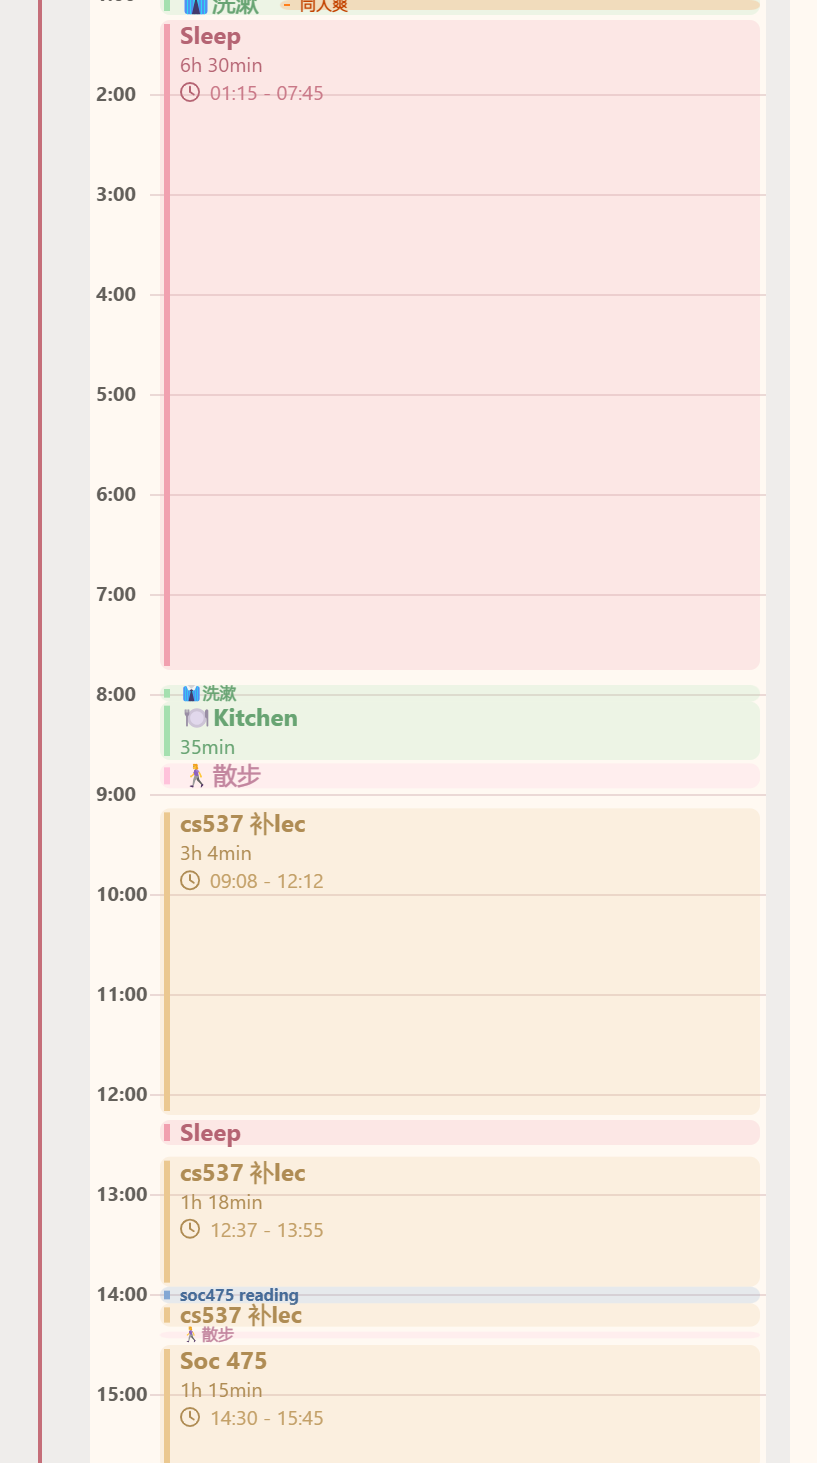 洗漱
Sleep
6h 30min
01:15 - 07:45
2:00
3:00
4:00
5:00
6:00
7:00
8:00
洗漱
Kitchen
35min
散步
9:00
cs537 补lec
3h 4min
09:08 - 12:12
10:00
11:00
12:00
Sleep
cs537 补lec
13:00
1h 18min
12:37 - 13:55
14:00
soc475 reading
cs537 补lec
散步
Soc 475
15:00
1h 15min
14:30 - 15:45